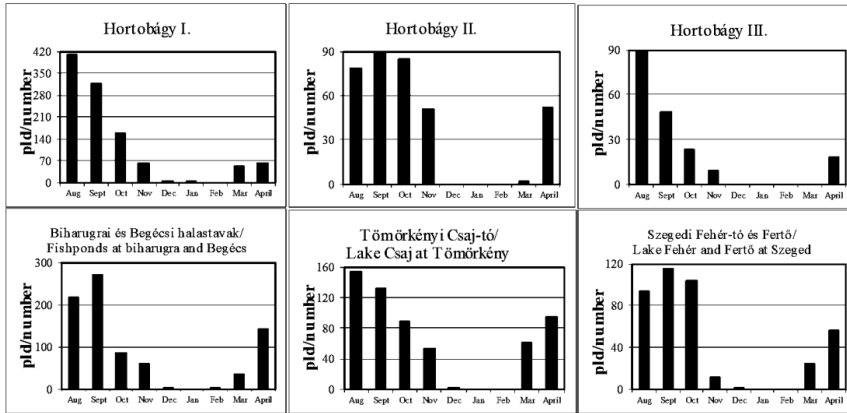 Hortobágy I.
pld/number
420
350
280
210
140
70
0
Aug Sept Oct Nov Dec Jan Feb Mar April
Hortobágy II.
pld/number
90
60
30
0
Aug Sept Oct Nov Dec Jan Feb Mar April
Hortobágy III.
pld/number
90
60
30
0
Aug Sept Oct Nov Dec Jan Feb Mar April
Biharugrai és Begécsi halastavak/
Fishponds at biharugra and Begécs
pld/number
300
200
100
0
Aug Sept Oct Nov Dec Jan Feb Mar April
Tömörkényi Csaj-tó/
Lake Csaj at Tömörkény
pld/number
160
120
80
40
0
Aug Sept Oct Nov Dec Jan Feb Mar April
Szegedi Fehér-tó és Fertő/
Lake Fehér and Fertő at Szeged
pld/number
120
80
40
0
Aug Sept Oct Nov Dec Jan Feb Mar April